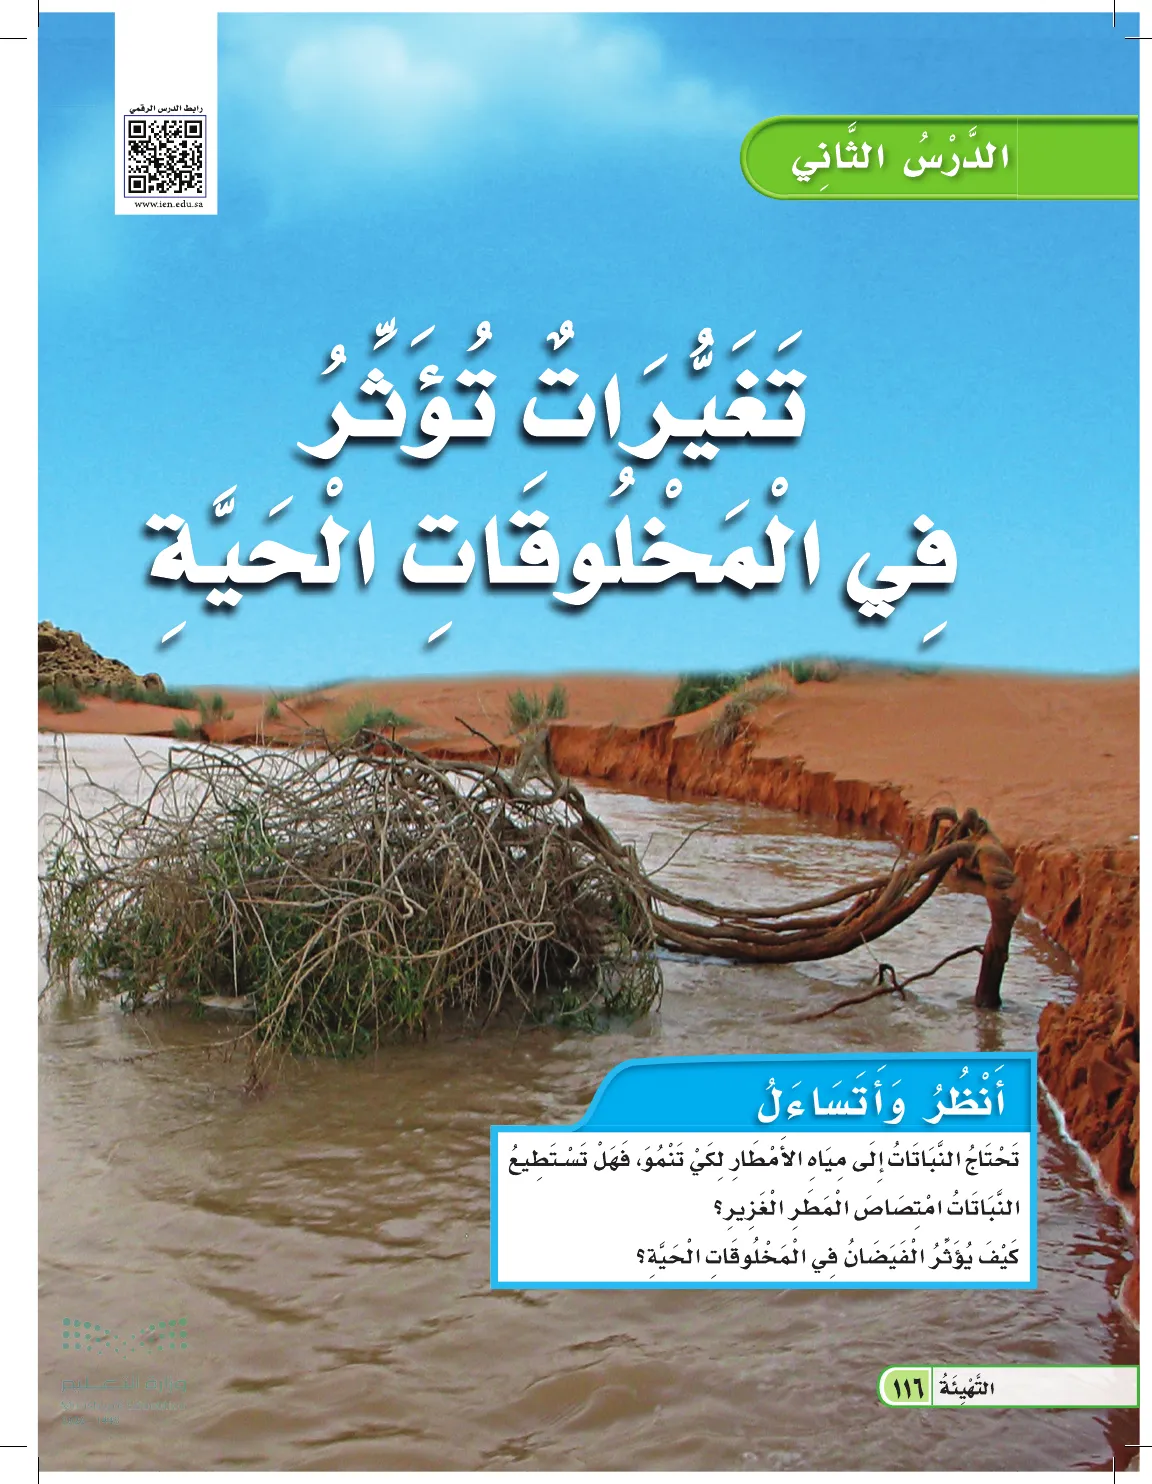 رابط الدرس الرقمي
www.ien.edu.sa
الدَّرْسُ الثَّانِي
تَغَيُّرَاتٌ تُؤَثِّرُ
فِي الْمَخْلُوقَاتِ الْحَيَّةِ
أَنْظُرُ وَأَتَسَاءَلُ
تَحْتَاجُ النَّبَاتَاتُ إِلَى مِيَاهِ الأَمْطَارِ لِكَيْ تَنْمُوَ، فَهَلْ تَسْتَطِيعُ
النَّبَاتَاتُ امْتِصَاصَ الْمَطَرِ الْغَزِيرِ؟
كَيْفَ يُؤَثِّرُ الْفَيَضَانُ فِي الْمَخْلُوقَاتِ الْحَيَّةِ؟
التَّهْيِئَةُ ١١٦